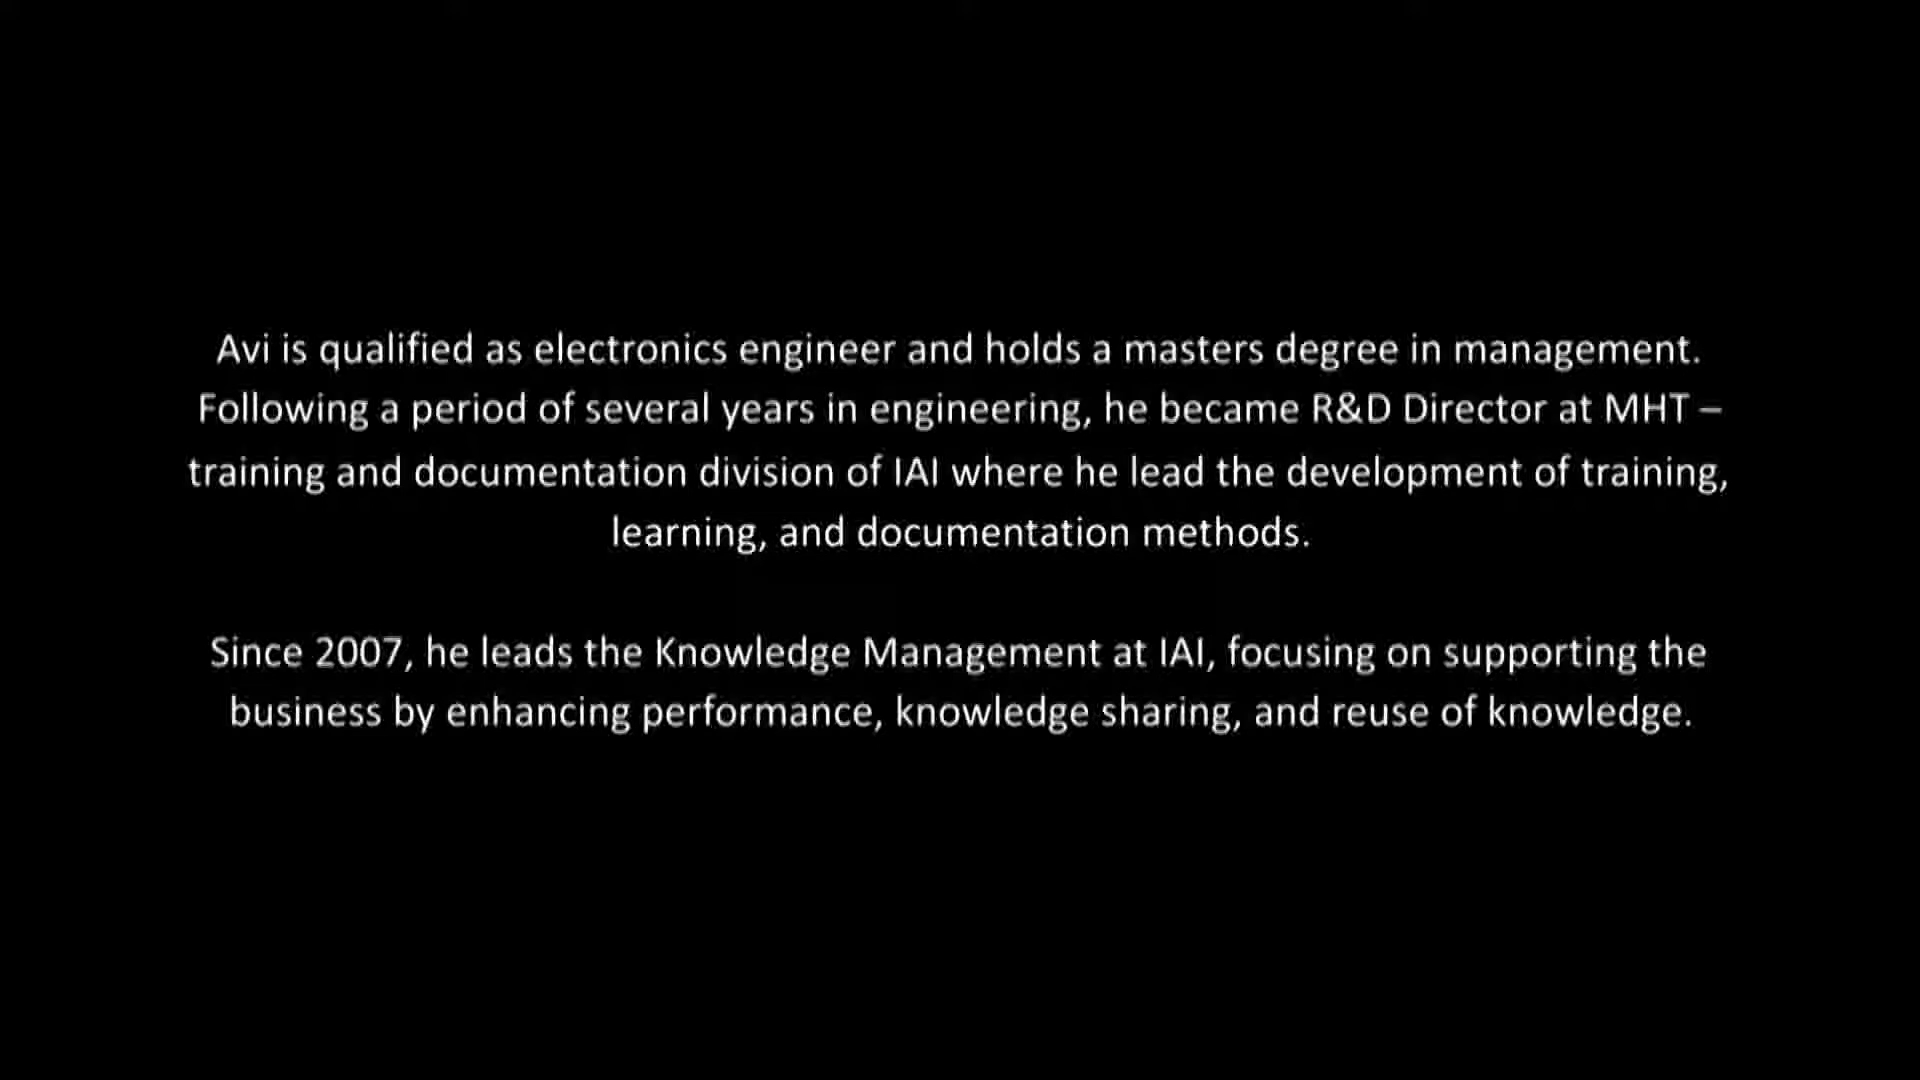 Avi is qualified as electronics engineer and holds a masters degree in management.
Following a period of several years in engineering, he became R&D Director at MHT –
training and documentation division of IAI where he lead the development of training,
learning, and documentation methods.
Since 2007, he leads the Knowledge Management at IAI, focusing on supporting the
business by enhancing performance, knowledge sharing, and reuse of knowledge.